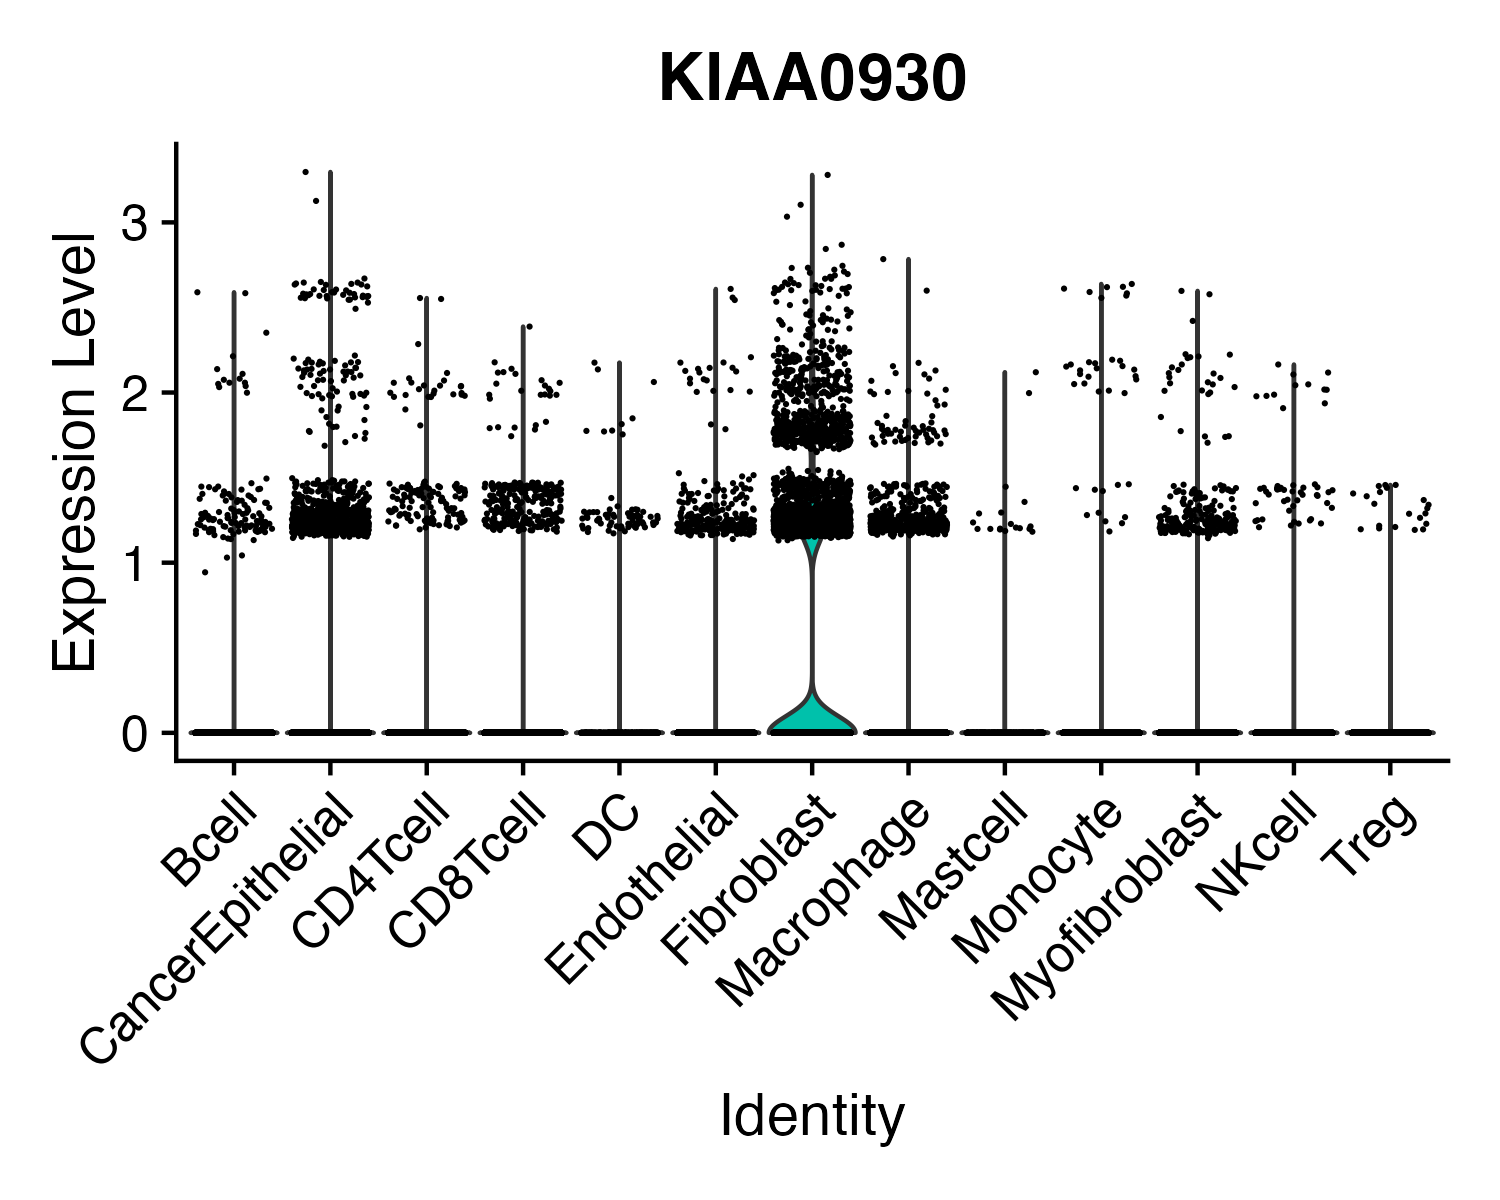 KIAA0930
Expression Level
3
2
1
0
Bcell
CancerEpithelial
CD4Tcell
CD8Tcell
DC
Endothelial
Fibroblast
Macrophage
Mastcell
Monocyte
Myofibroblast
NKcell
Treg
Identity